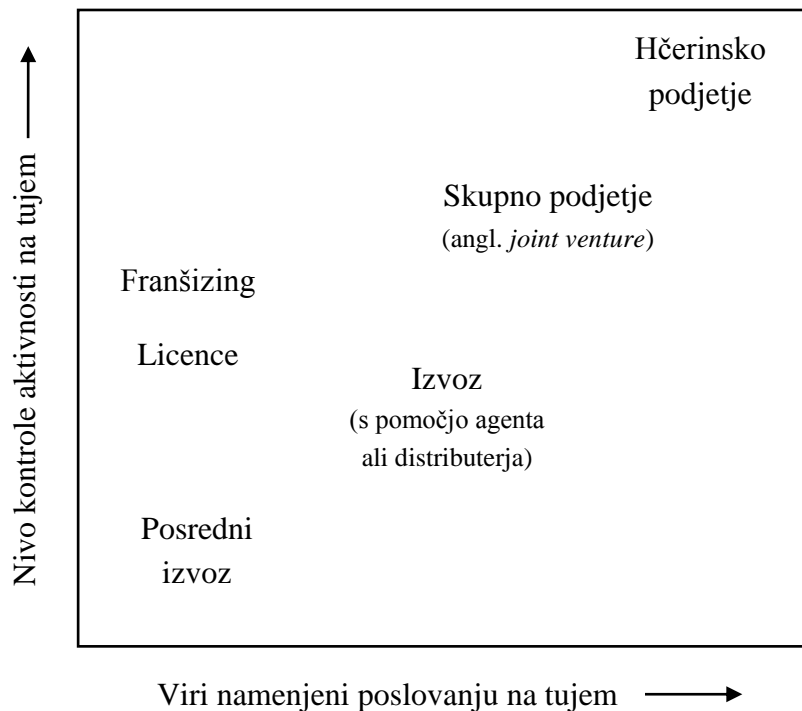 Hčerinsko
podjetje
Skupno podjetje
(angl. joint venture)
Franšizing
Licence
Izvoz
(s pomočjo agenta
ali distributerja)
Posredni
izvoz
Nivo kontrole aktivnosti na tujem
Viri namenjeni poslovanju na tujem